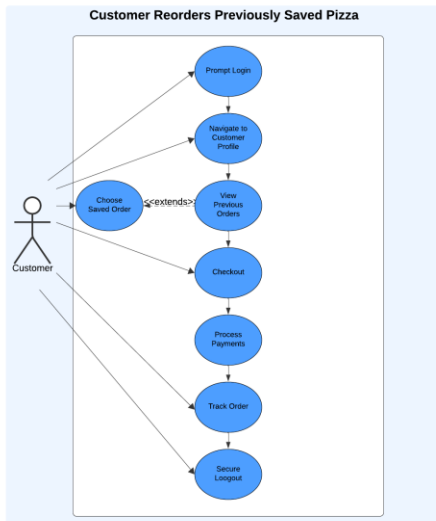 Customer Reorders Previously Saved Pizza
Prompt Login
Navigate to
Customer
Profile
Choose
Saved Order
<<extends>>
View
Previous
Orders
Customer
Checkout
Process
Payments
Track Order
Secure
Loogout